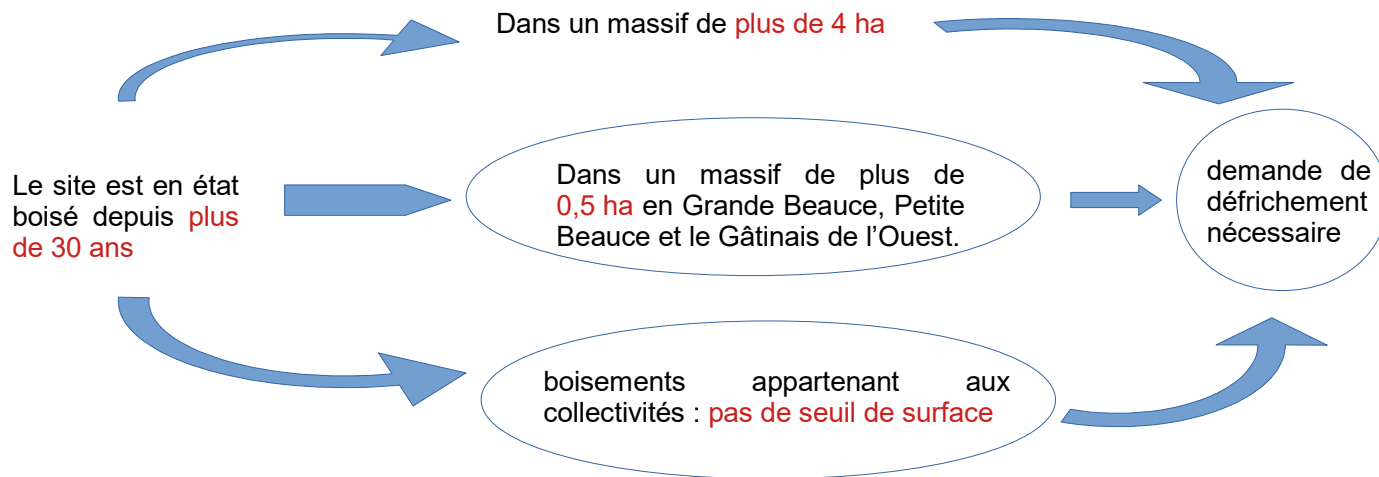 Dans un massif de plus de 4 ha
Le site est en état
boisé depuis plus
de 30 ans
Dans un massif de plus de
0,5 ha en Grande Beauce, Petite
Beauce et le Gâtinais de l’Ouest.
boisements appartenant aux
collectivités : pas de seuil de surface
demande de
défrichement
nécessaire